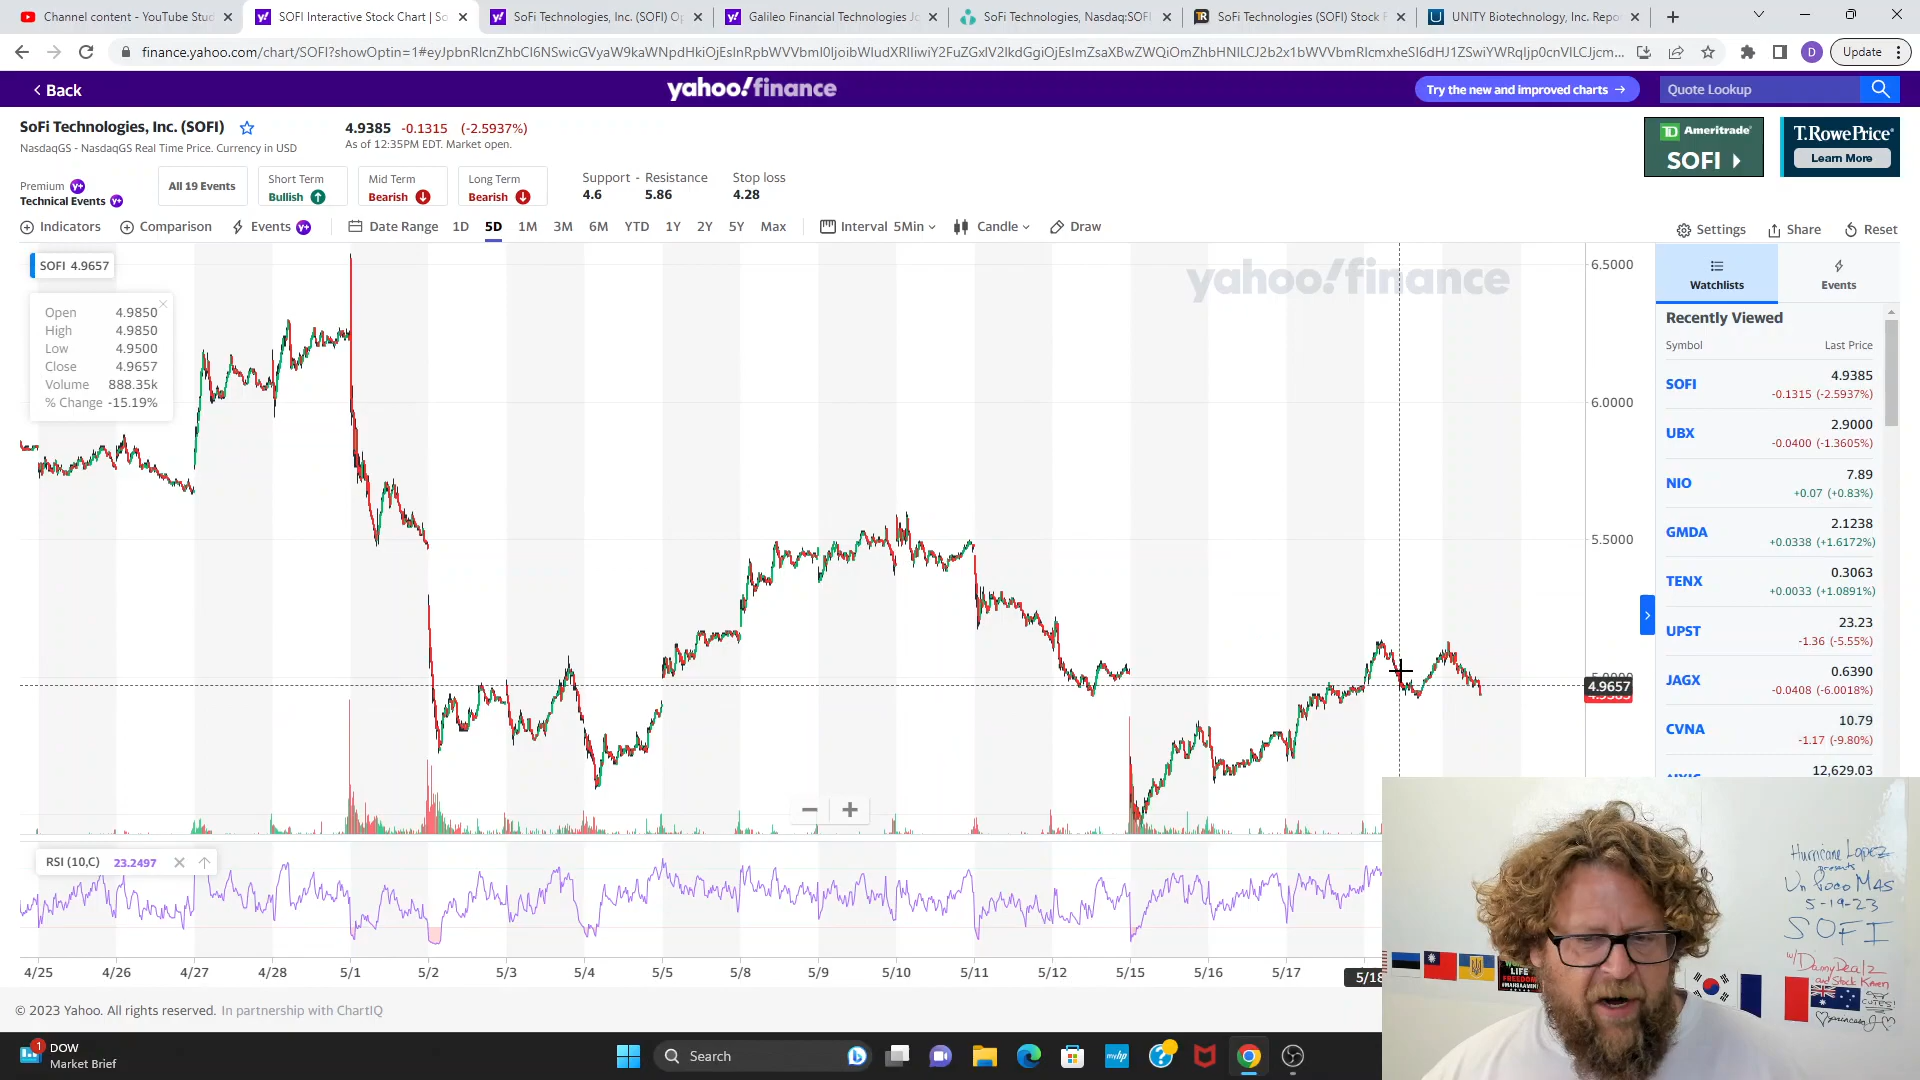 Channel content - YouTube Stud
SOFI Interactive Stock Chart | So
SoFi Technologies, Inc. (SOFI) O
Galileo Financial Technologies Jo
SoFi Technologies, Nasdaq:SOFI
SoFi Technologies (SOFI) Stock F
UNITY Biotechnology, Inc. Repo
D
Update
Back
yahoo!finance
Try the new and improved charts →
Quote Lookup
SoFi Technologies, Inc. (SOFI)
4.9385 -0.1315 (-2.5937%)
NasdaqGS - NasdaqGS Real Time Price. Currency in USD
As of 12:35PM EDT. Market open.
TD Ameritrade
SOFI
T.RowePrice
Learn More
Premium Y+
Technical Events Y+
All 19 Events
Short Term
Bullish
Mid Term
Bearish
Long Term
Bearish
Support - Resistance
4.6 5.86
Stop loss
4.28
Indicators
Comparison
Events Y+
Date Range 1D 5D 1M 3M 6M YTD 1Y 2Y 5Y Max
Interval 5Min
Candle
Draw
Settings
Share
Reset
SOFI 4.9657
Open 4.9850
High 4.9850
Low 4.9500
Close 4.9657
Volume 888.35k
% Change -15.19%
yahoo!finance
6.5000
6.0000
5.5000
4.9657
Watchlists
Events
Recently Viewed
Symbol Last Price
SOFI 4.9385
-0.1315 (-2.5937%)
UBX 2.9000
-0.0400 (-1.3605%)
NIO 7.89
+0.07 (+0.83%)
GMDA 2.1238
+0.0338 (+1.6172%)
TENX 0.3063
+0.0033 (+1.0891%)
UPST 23.23
-1.36 (-5.55%)
JAGX 0.6390
-0.0408 (-6.0018%)
CVNA 10.79
-1.17 (-9.80%)
12,629.03
RSI (10,C) 23.2497
4/25 4/26 4/27 4/28 5/1 5/2 5/3 5/4 5/5 5/8 5/9 5/10 5/11 5/12 5/15 5/16 5/17 5/18
© 2023 Yahoo. All rights reserved. In partnership with ChartIQ
1
DOW
Market Brief
Search
Hurricane Lopez
presents
Un Poco Mas
5-19-23
SOFI
w/DannyDealz
and Stock Raven
LIFE
FREEDOM